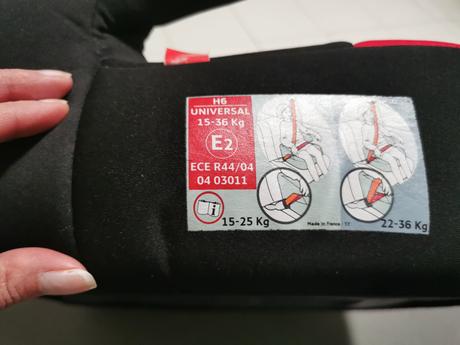 H6
UNIVERSAL
15-36 Kg
E2
ECE R44/04
04 03011
i
15-25 Kg
Made in France - TT
22-36 Kg